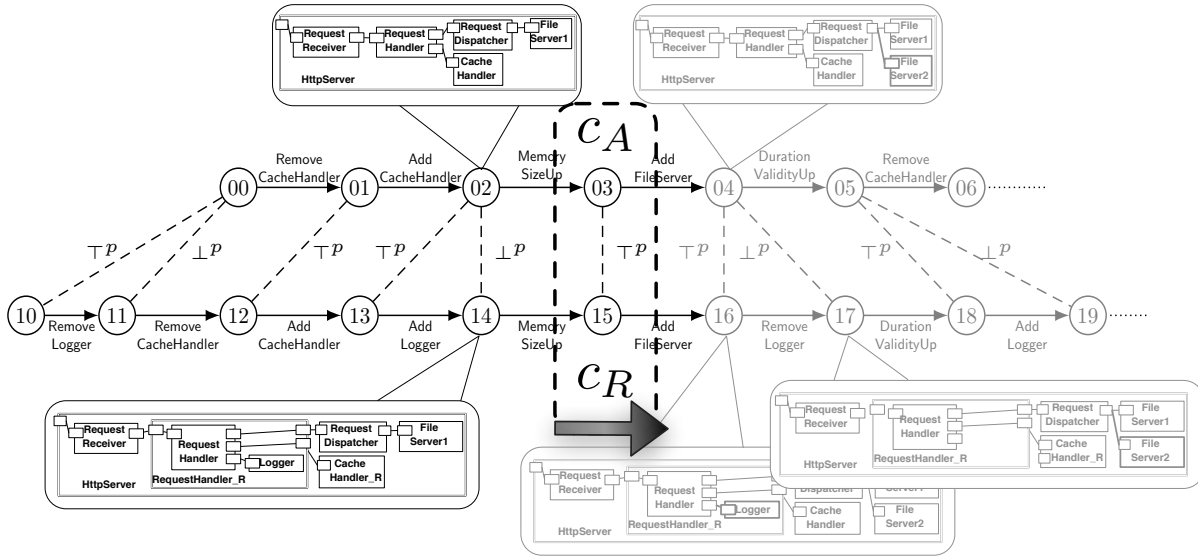 Request
Receiver
Request
Handler
Request
Dispatcher
File
Server1
Cache
Handler
HttpServer
Request
Receiver
Request
Handler
Request
Dispatcher
File
Server1
Cache
Handler
File
Server2
HttpServer
c_A
Remove
CacheHandler
Add
CacheHandler
Memory
SizeUp
Add
FileServer
Duration
ValidityUp
Remove
CacheHandler
00
01
02
03
04
05
06
⊤p
⊥p
⊤p
⊤p
⊥p
⊤p
⊤p
⊥p
⊤p
⊥p
10
11
12
13
14
15
16
17
18
19
Remove
Logger
Remove
CacheHandler
Add
CacheHandler
Add
Logger
Memory
SizeUp
Add
FileServer
Remove
Logger
Duration
ValidityUp
Add
Logger
c_R
Request
Receiver
Request
Handler
Logger
RequestHandler_R
Request
Dispatcher
File
Server1
Cache
Handler_R
HttpServer
Request
Receiver
Request
Handler
RequestHandler_R
Request
Dispatcher
File
Server1
Cache
Handler_R
File
Server2
HttpServer
Request
Receiver
Request
Handler
Logger
RequestHandler_R
Dispatcher
Server1
Cache
Handler
File
Server2
HttpServer